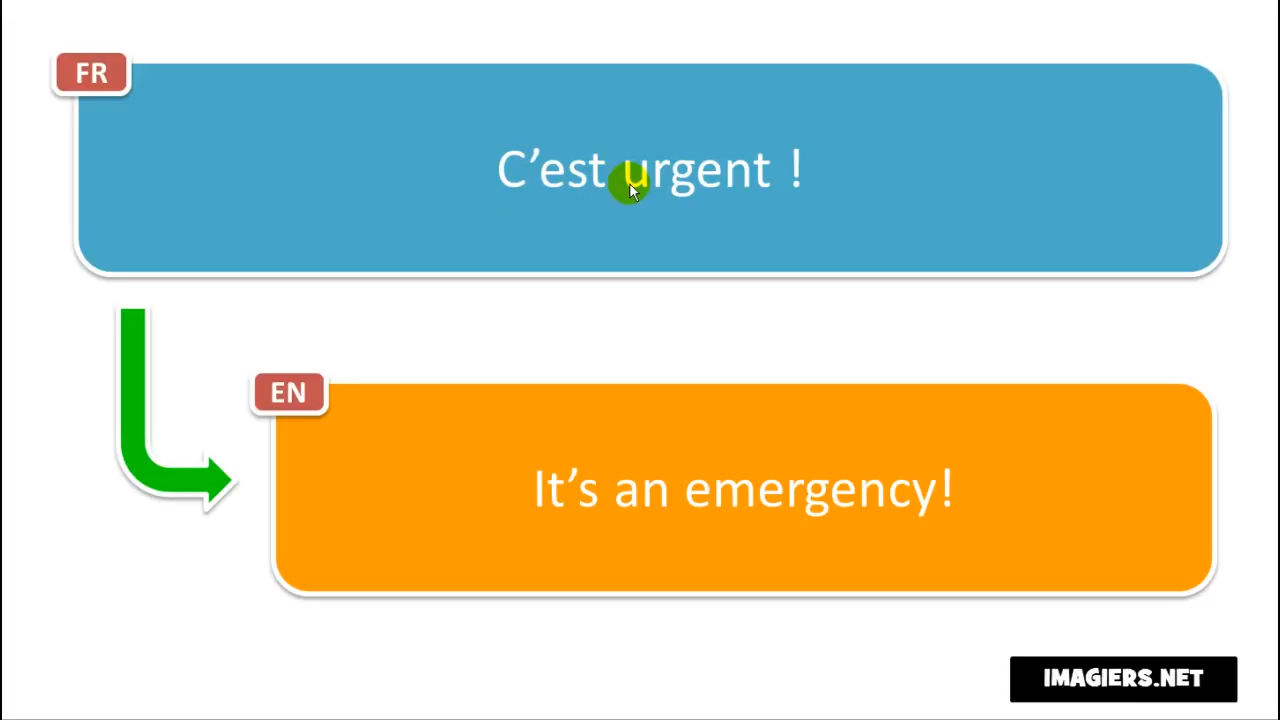 FR
C’est urgent !
EN
It’s an emergency!
IMAGIERS.NET